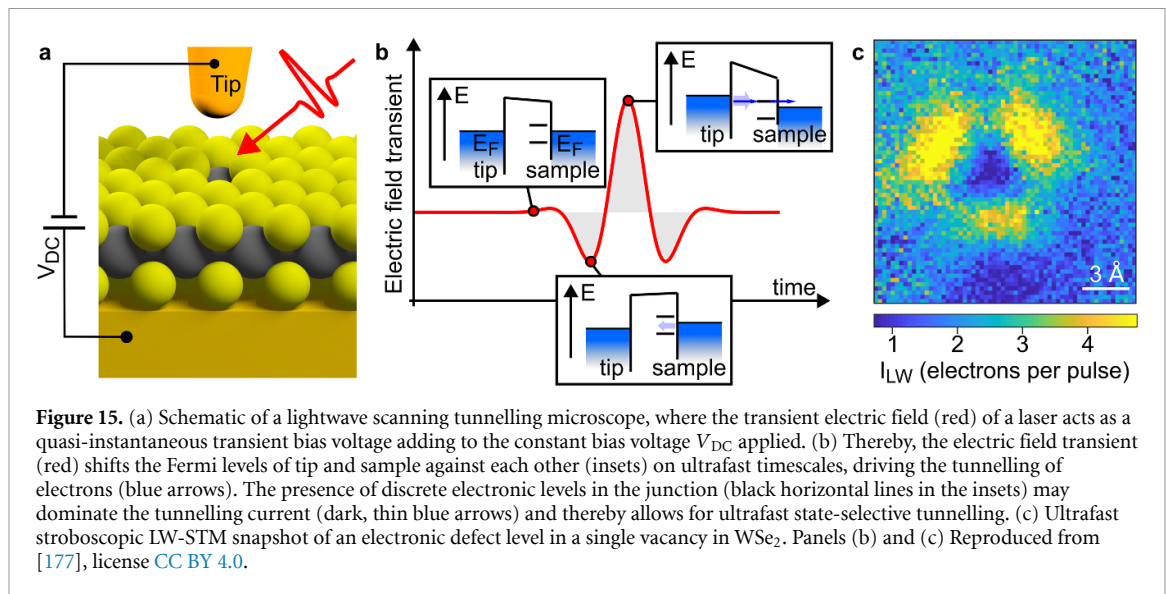 a
Tip
V_DC
b
Electric field transient
E
E_F
E_F
tip
sample
E
tip
sample
E
tip
sample
time
c
3 Å
1 2 3 4
I_LW (electrons per pulse)
Figure 15. (a) Schematic of a lightwave scanning tunnelling microscope, where the transient electric field (red) of a laser acts as a
quasi-instantaneous transient bias voltage adding to the constant bias voltage V_DC applied. (b) Thereby, the electric field transient
(red) shifts the Fermi levels of tip and sample against each other (insets) on ultrafast timescales, driving the tunnelling of
electrons (blue arrows). The presence of discrete electronic levels in the junction (black horizontal lines in the insets) may
dominate the tunnelling current (dark, thin blue arrows) and thereby allows for ultrafast state-selective tunnelling. (c) Ultrafast
stroboscopic LW-STM snapshot of an electronic defect level in a single vacancy in WSe₂. Panels (b) and (c) Reproduced from
[177], license CC BY 4.0.